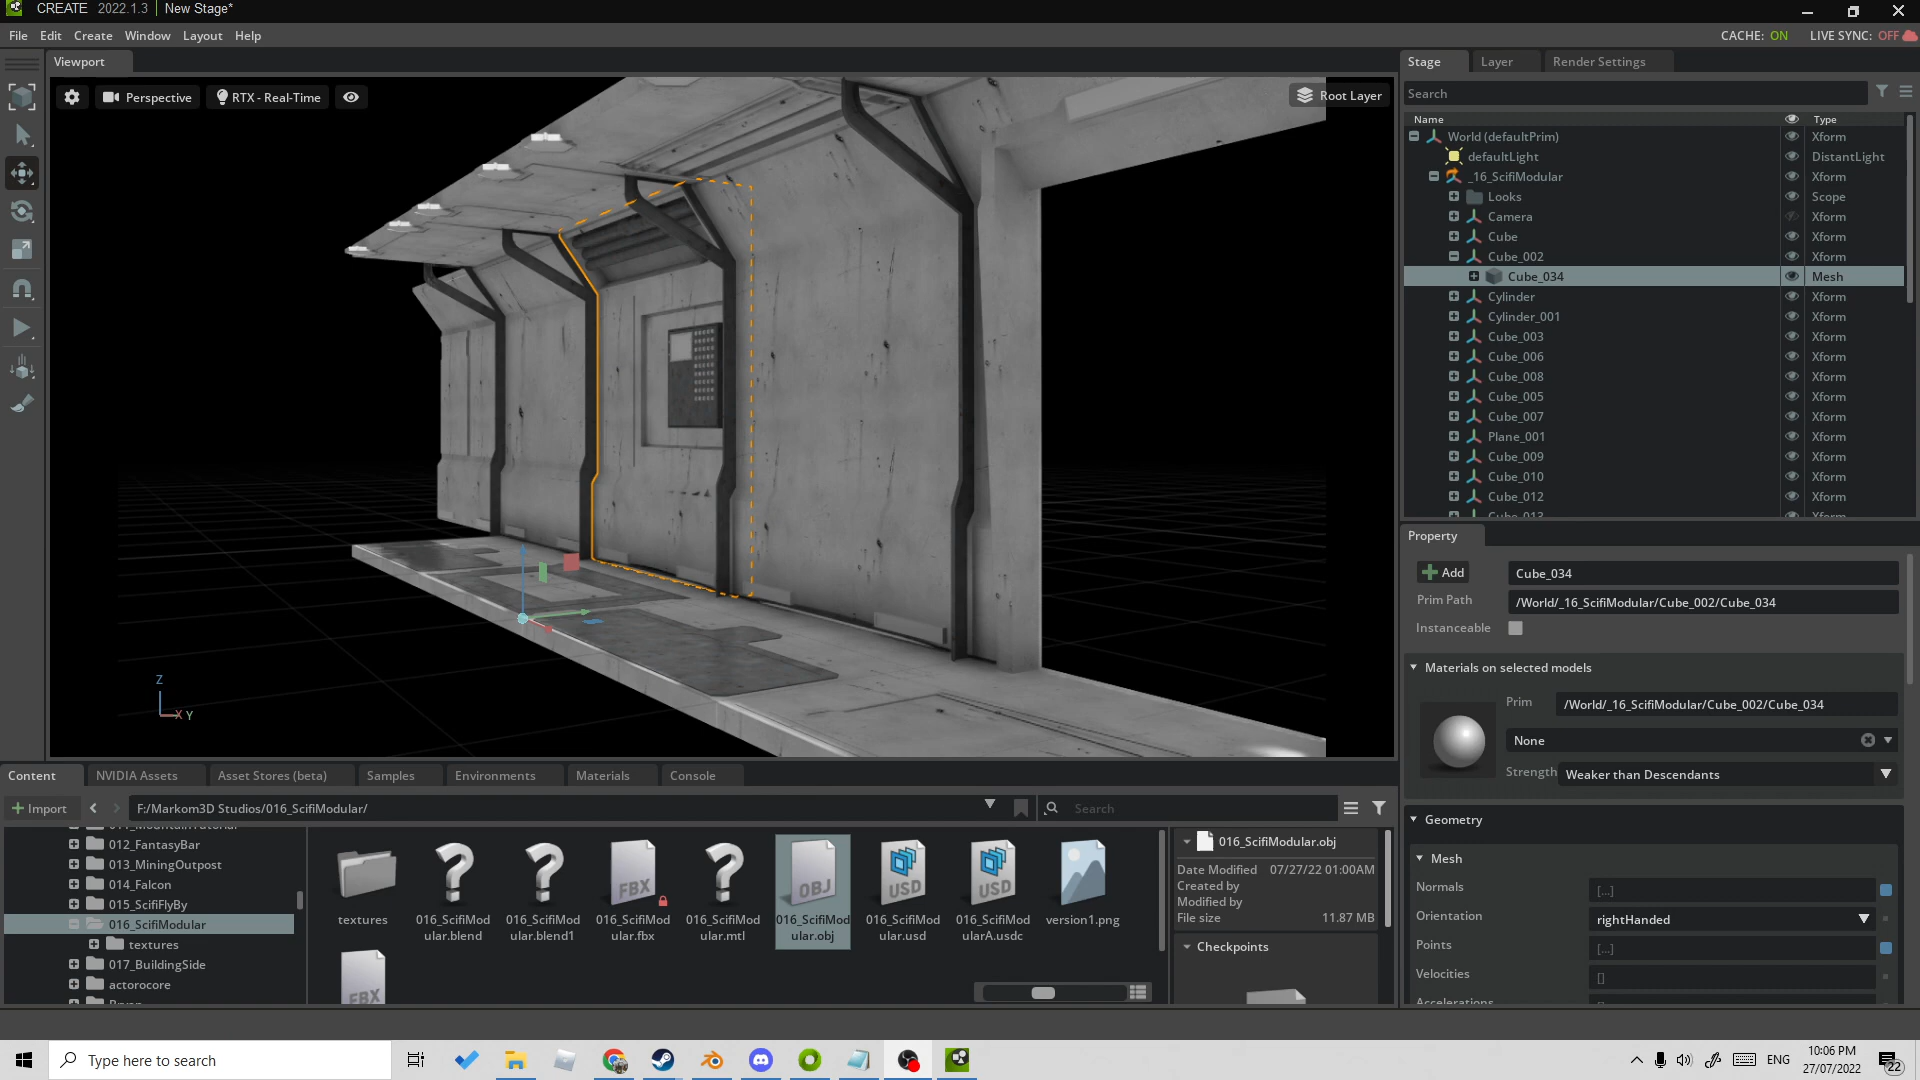 CREATE 2022.1.3 New Stage*
File Edit Create Window Layout Help
CACHE: ON LIVE SYNC: OFF
Viewport
Perspective RTX - Real-Time Root Layer
Z
X Y
Stage Layer Render Settings
Search
Name Type
World (defaultPrim) Xform
defaultLight DistantLight
_16_ScifiModular Xform
Looks Scope
Camera Xform
Cube Xform
Cube_002 Xform
Cube_034 Mesh
Cylinder Xform
Cylinder_001 Xform
Cube_003 Xform
Cube_006 Xform
Cube_008 Xform
Cube_005 Xform
Cube_007 Xform
Plane_001 Xform
Cube_009 Xform
Cube_010 Xform
Cube_012 Xform
Cube_013 Xform
Property
Add Cube_034
Prim Path /World/_16_ScifiModular/Cube_002/Cube_034
Instanceable
Materials on selected models
Prim /World/_16_ScifiModular/Cube_002/Cube_034
None
Strength Weaker than Descendants
Geometry
Mesh
Normals [...]
Orientation rightHanded
Points [...]
Velocities []
Accelerations
Content NVIDIA Assets Asset Stores (beta) Samples Environments Materials Console
Import F:/Markom3D Studios/016_ScifiModular/ Search
012_FantasyBar
013_MiningOutpost
014_Falcon
015_ScifiFlyBy
016_ScifiModular
textures
017_BuildingSide
actorocore
textures
016_ScifiMod
ular.blend
016_ScifiMod
ular.blend1
FBX
016_ScifiMod
ular.fbx
016_ScifiMod
ular.mtl
OBJ
016_ScifiMod
ular.obj
USD
016_ScifiMod
ular.usd
USD
016_ScifiMod
ularA.usdc
version1.png
FBX
016_ScifiModular.obj
Date Modified 07/27/22 01:00AM
Created by
Modified by
File size 11.87 MB
Checkpoints
Type here to search
ENG
10:06 PM
27/07/2022
22